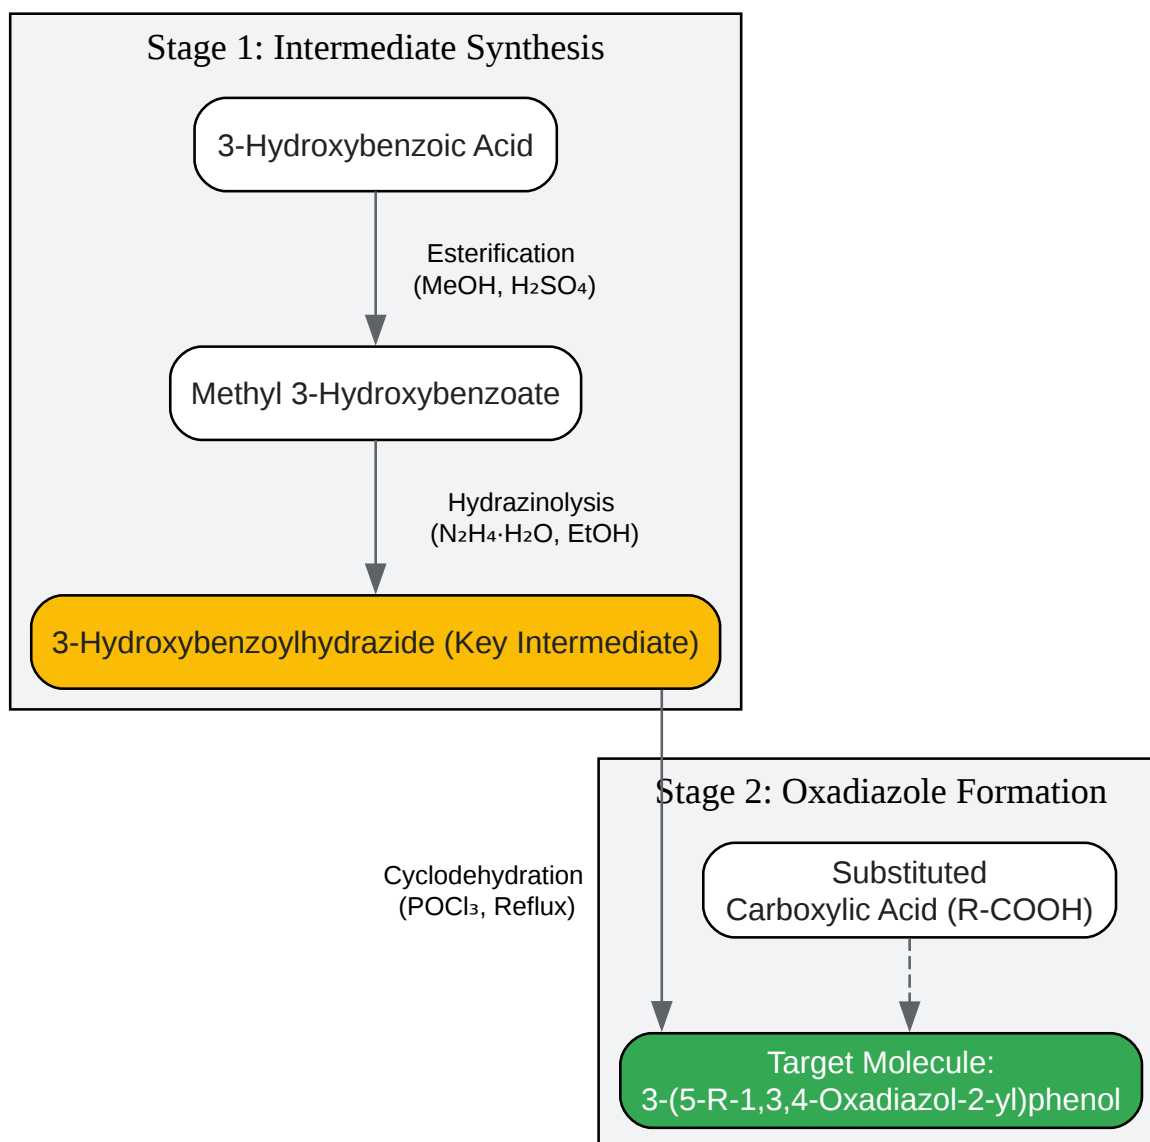 Stage 1: Intermediate Synthesis
3-Hydroxybenzoic Acid
Esterification
(MeOH, H₂SO₄)
Methyl 3-Hydroxybenzoate
Hydrazinolysis
(N₂H₄·H₂O, EtOH)
3-Hydroxybenzoylhydrazide (Key Intermediate)
Stage 2: Oxadiazole Formation
Substituted
Carboxylic Acid (R-COOH)
Cyclodehydration
(POCl₃, Reflux)
Target Molecule:
3-(5-R-1,3,4-Oxadiazol-2-yl)phenol